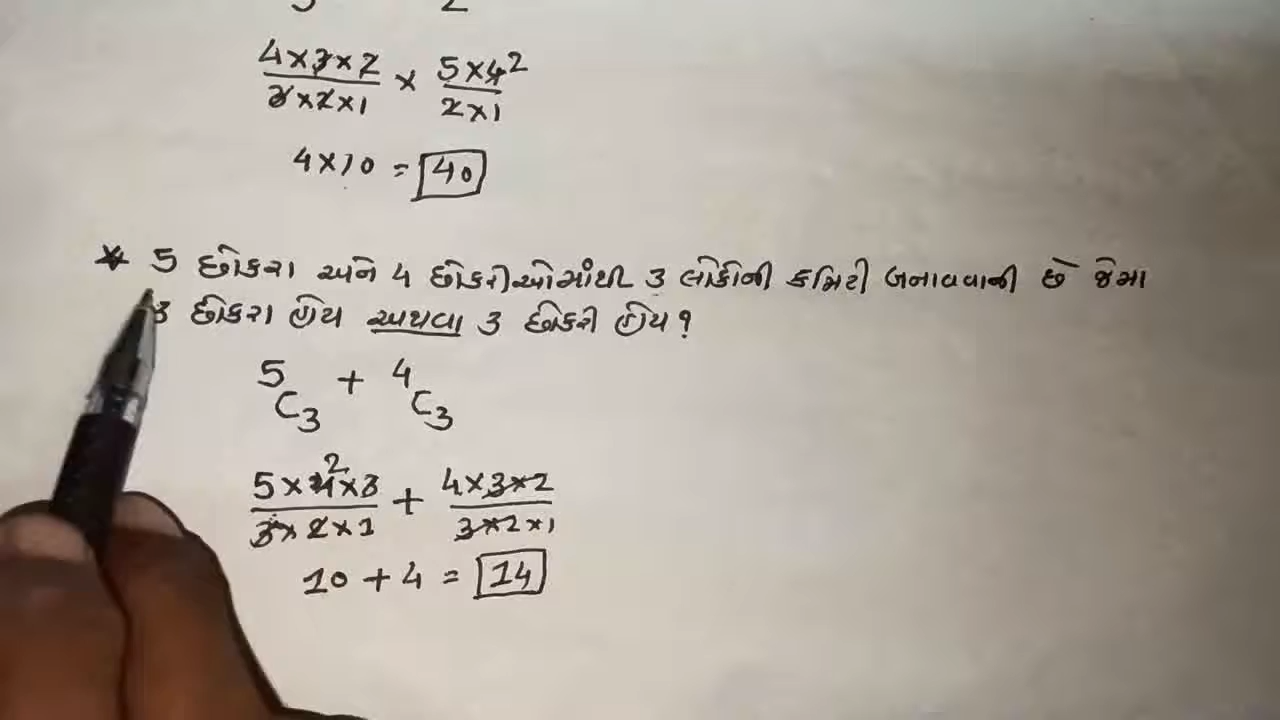 4×3×2 / 3×2×1 × 5×4² / 2×1
4×10 = 40
* 5 છોકરા અને 4 છોકરીઓમાંથી 3 લોકોની કમિટી બનાવવાની છે જેમા
3 છોકરા હોય અથવા 3 છોકરી હોય?
⁵C₃ + ⁴C₃
5×4²×3 / 3×2×1 + 4×3×2 / 3×2×1
10 + 4 = 14